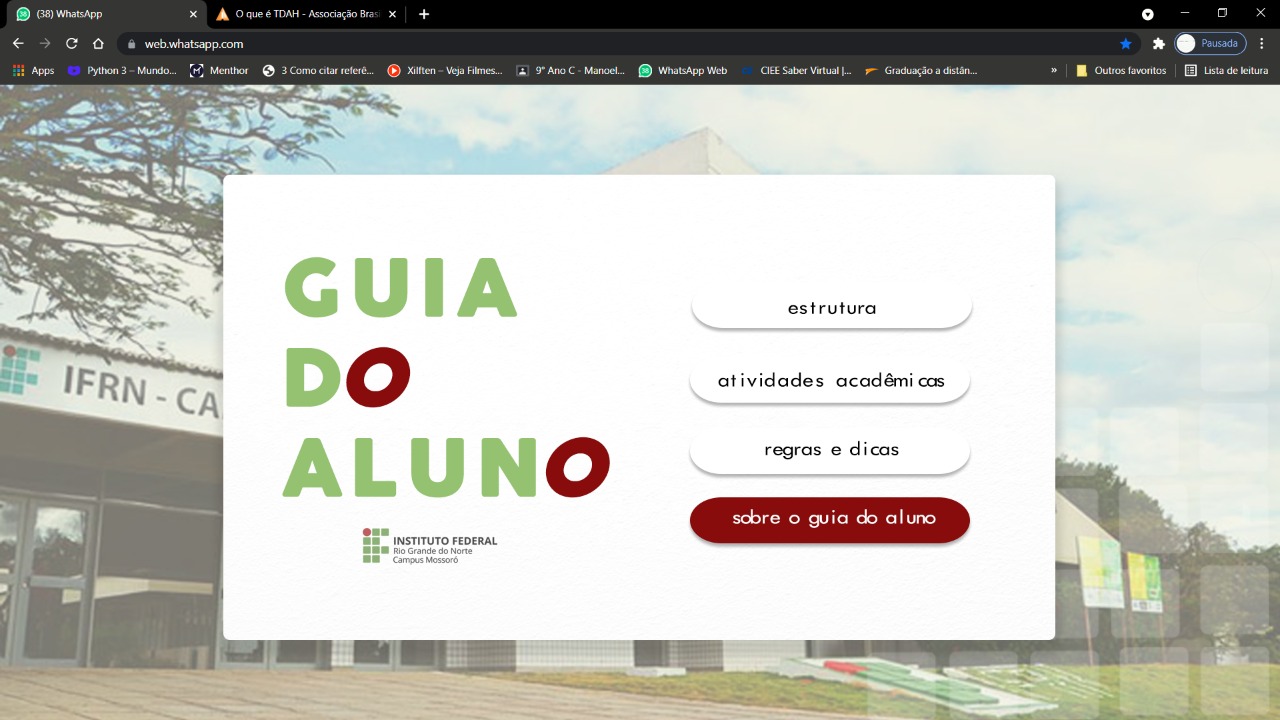 (38) WhatsApp
O que é TDAH - Associação Bras
web.whatsapp.com
Pausada
Apps
Python 3 – Mundo...
Menthor
3 Como citar referê...
Xilften – Veja Filmes...
9° Ano C - Manoel...
WhatsApp Web
CIEE Saber Virtual |...
Graduação a distân...
»
Outros favoritos
Lista de leitura
GUIA
DO
ALUNO
INSTITUTO FEDERAL
Rio Grande do Norte
Campus Mossoró
estrutura
atividades acadêmicas
regras e dicas
sobre o guia do aluno
IFRN - CA